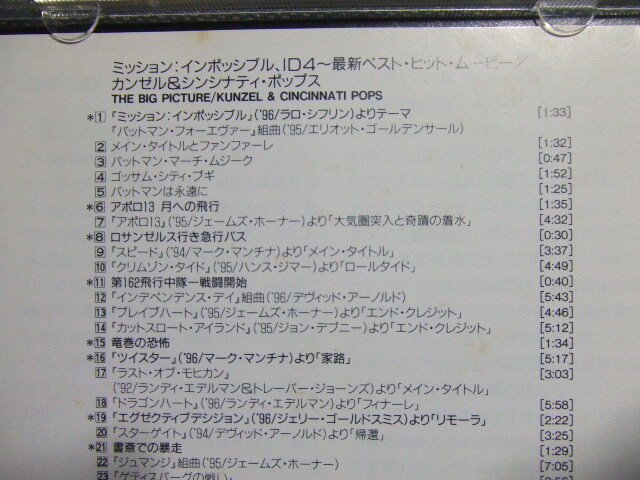 ミッション:インポッシブル、ID4〜最新ベスト・ヒット・ムービーズ
カンゼル&シンシナティ・ポップス
THE BIG PICTURE/KUNZEL & CINCINNATI POPS
*1 「ミッション:インポッシブル」('96/ラロ・シフリン)よりテーマ [1:33]
「バットマン・フォーエヴァー」組曲('95/エリオット・ゴールデンサール)
2 メイン・タイトルとファンファーレ [1:32]
3 バットマン・マーチ・ムジーク [0:47]
4 ゴッサム・シティ・ブギ [1:52]
5 バットマンは永遠に [1:25]
*6 アポロ13 月への飛行 [1:35]
7 「アポロ13」('95/ジェームズ・ホーナー)より「大気圏突入と奇蹟の着水」 [4:32]
*8 ロサンゼルス行き急行バス [0:30]
9 「スピード」('94/マーク・マンチナ)より「メイン・タイトル」 [3:37]
10 「クリムゾン・タイド」('95/ハンス・ジマー)より「ロールタイド」 [4:49]
*11 第162飛行中隊ー戦闘開始 [0:40]
12 「インデペンデンス・デイ」組曲('96/デヴィッド・アーノルド) [5:43]
13 「ブレイブハート」('95/ジェームズ・ホーナー)より「エンド・クレジット」 [4:46]
14 「カットスロート・アイランド」('95/ジョン・デブニー)より「エンド・クレジット」 [5:12]
*15 竜巻の恐怖 [1:34]
*16 「ツイスター」('96/マーク・マンチナ)より「家路」 [5:17]
17 「ラスト・オブ・モヒカン」 [3:03]
('92/ランディ・エデルマン&トレーバー・ジョーンズ)より「メイン・タイトル」
18 「ドラゴンハート」('96/ランディ・エデルマン)より「フィナーレ」 [5:58]
*19 「エグゼクティブデシジョン」('96/ジェリー・ゴールドスミス)より「リモーラ」 [2:22]
20 「スターゲイト」('94/デヴィッド・アーノルド)より「帰還」 [3:25]
*21 書斎での暴走 [1:29]
22 「ジュマンジ」組曲('95/ジェームズ・ホーナー) [7:05]
23 「ゲティスバーグの戦い」